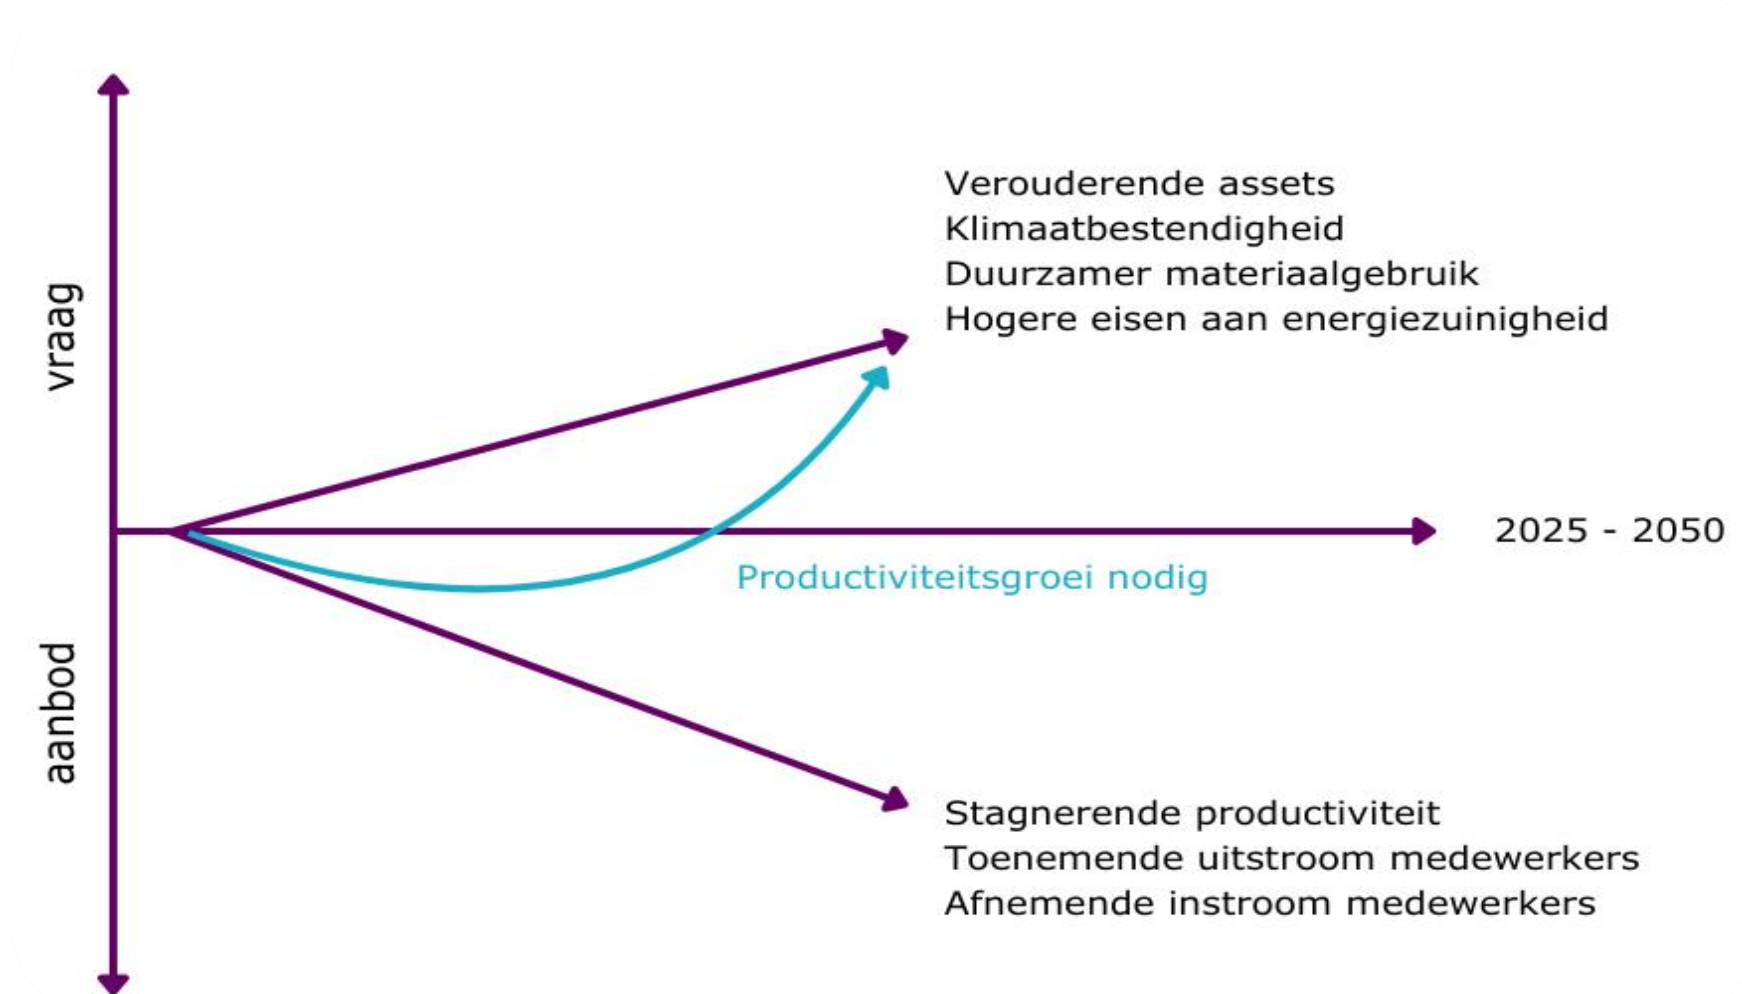 vraag
Verouderende assets
Klimaatbestendigheid
Duurzamer materiaalgebruik
Hogere eisen aan energiezuinigheid
2025 - 2050
Productiviteitsgroei nodig
aanbod
Stagnerende productiviteit
Toenemende uitstroom medewerkers
Afnemende instroom medewerkers